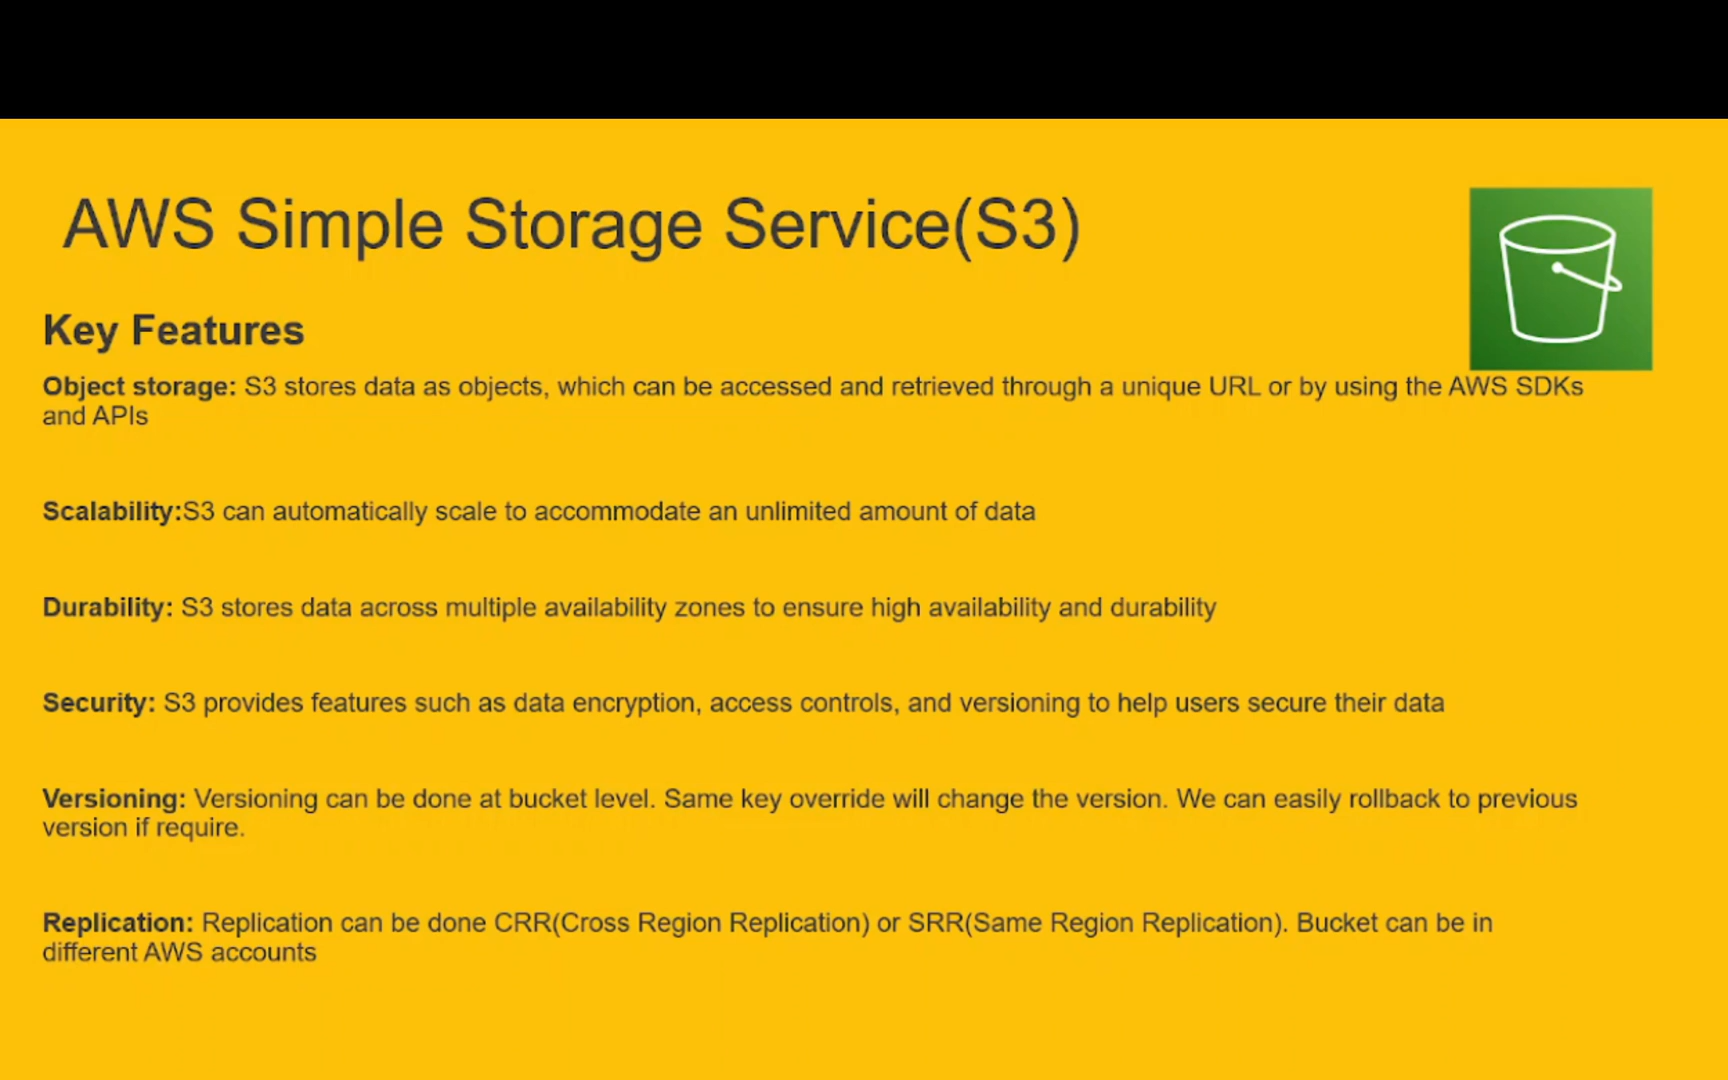 AWS Simple Storage Service(S3)
Key Features
Object storage: S3 stores data as objects, which can be accessed and retrieved through a unique URL or by using the AWS SDKs
and APIs
Scalability:S3 can automatically scale to accommodate an unlimited amount of data
Durability: S3 stores data across multiple availability zones to ensure high availability and durability
Security: S3 provides features such as data encryption, access controls, and versioning to help users secure their data
Versioning: Versioning can be done at bucket level. Same key override will change the version. We can easily rollback to previous
version if require.
Replication: Replication can be done CRR(Cross Region Replication) or SRR(Same Region Replication). Bucket can be in
different AWS accounts